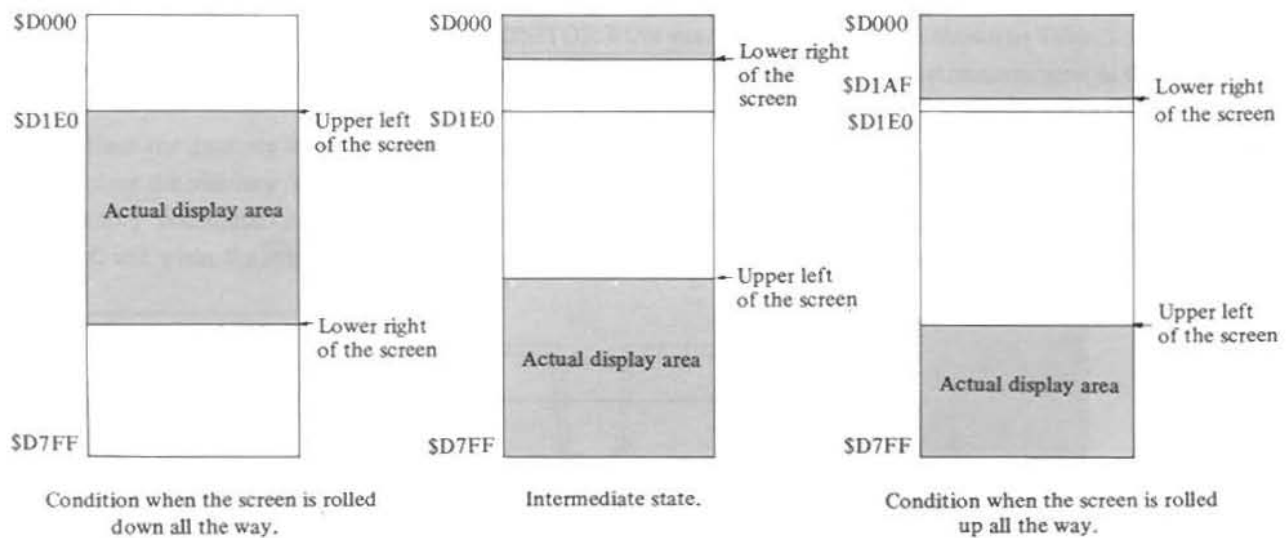 $D000
$D1E0
Upper left
of the screen
Actual display area
Lower right
of the screen
$D7FF
Condition when the screen is rolled
down all the way.
$D000
Lower right
of the
screen
$D1E0
Upper left
of the screen
Actual display area
$D7FF
Intermediate state.
$D000
$D1AF
Lower right
of the screen
$D1E0
Upper left
of the screen
Actual display area
$D7FF
Condition when the screen is rolled
up all the way.